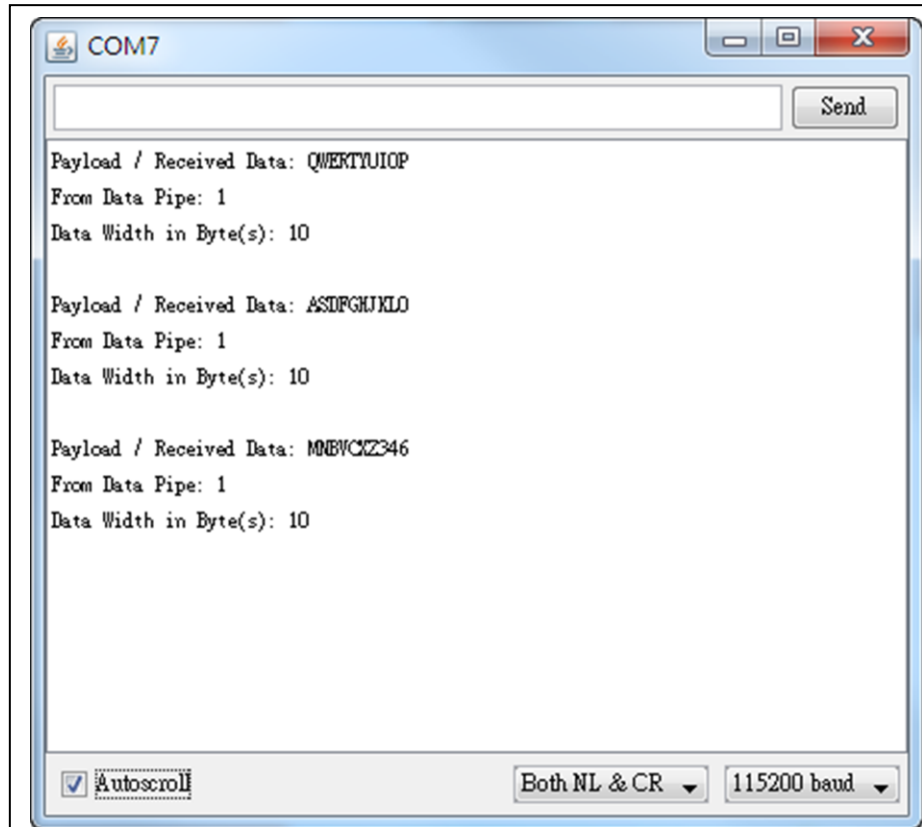 COM7
Send
Payload / Received Data: QWERTYUIOP
From Data Pipe: 1
Data Width in Byte(s): 10
Payload / Received Data: ASDFGHJKLO
From Data Pipe: 1
Data Width in Byte(s): 10
Payload / Received Data: MNBVCXZ346
From Data Pipe: 1
Data Width in Byte(s): 10
Autoscroll
Both NL & CR
115200 baud